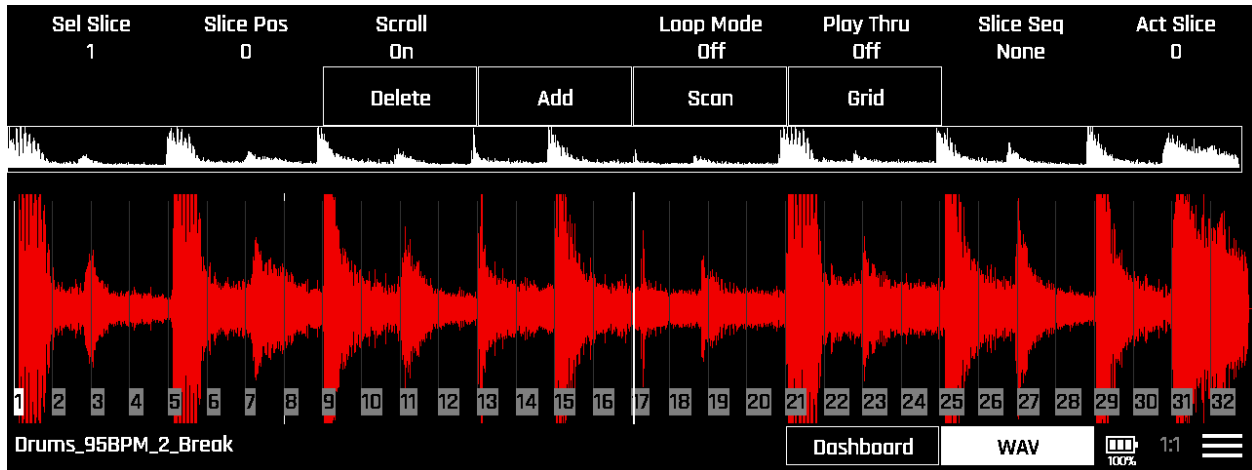 Sel Slice Slice Pos Scroll Loop Mode Play Thru Slice Seq Act Slice
1 0 On Off Off None 0
Delete Add Scan Grid
1 2 3 4 5 6 7 8 9 10 11 12 13 14 15 16 17 18 19 20 21 22 23 24 25 26 27 28 29 30 31 32
Drums_95BPM_2_Break Dashboard WAV 100% 1:1